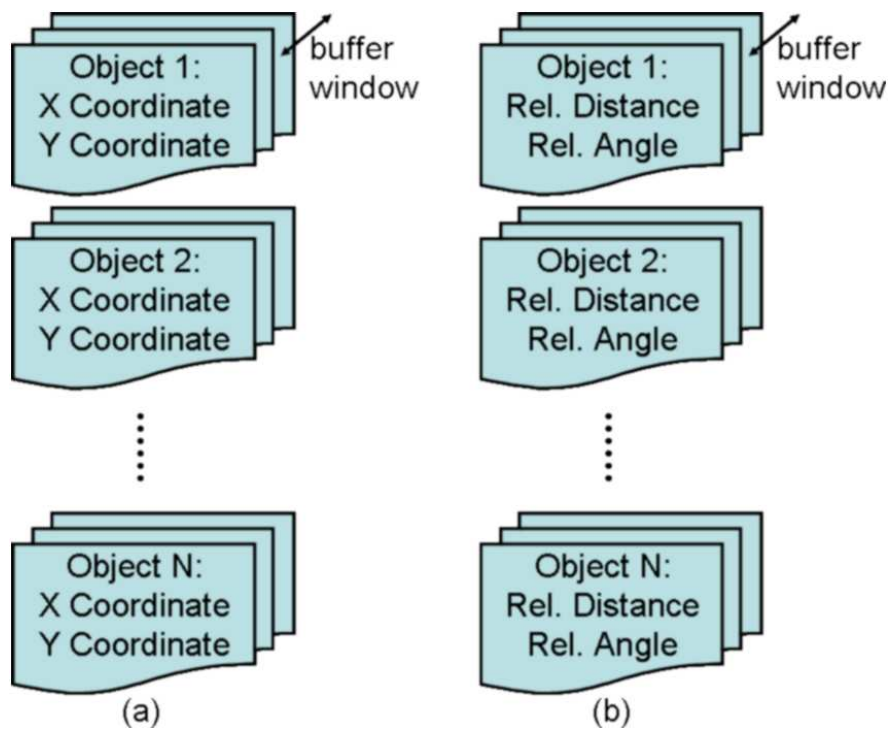 Object 1:
X Coordinate
Y Coordinate
buffer
window
Object 2:
X Coordinate
Y Coordinate
Object N:
X Coordinate
Y Coordinate
(a)
Object 1:
Rel. Distance
Rel. Angle
buffer
window
Object 2:
Rel. Distance
Rel. Angle
Object N:
Rel. Distance
Rel. Angle
(b)